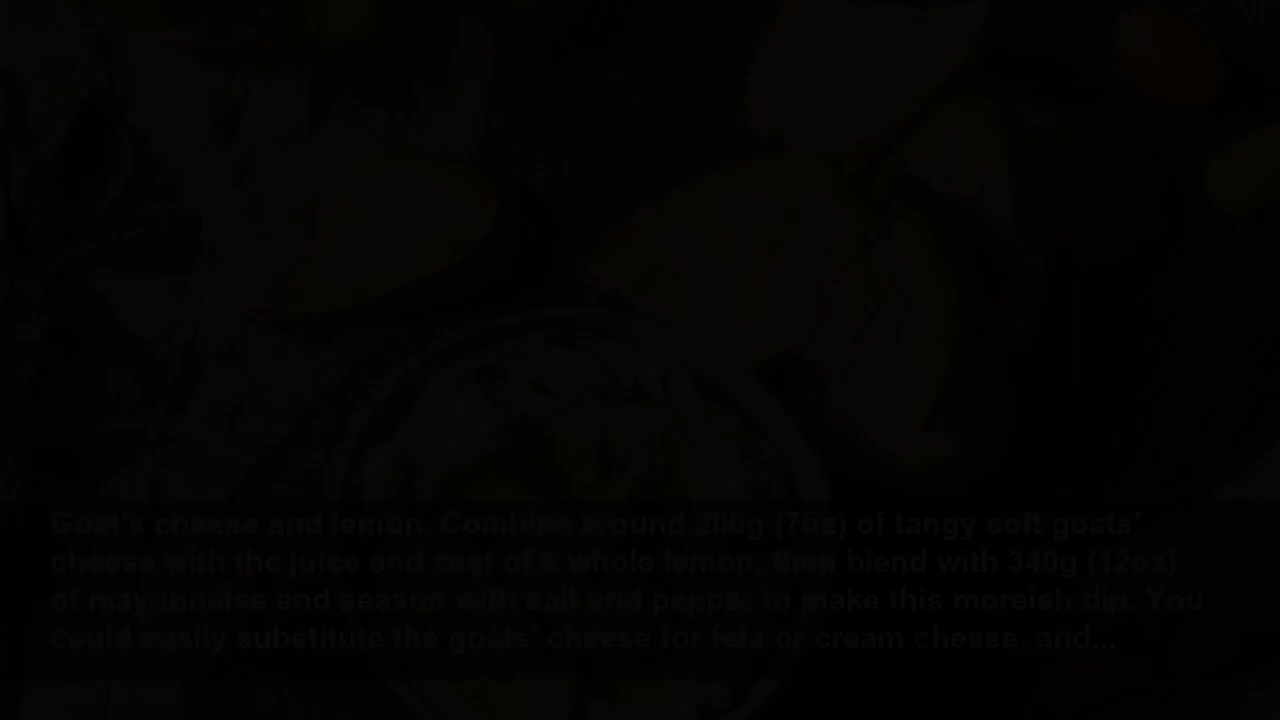 Goat's cheese and lemon. Combine around 200g (7oz) of tangy soft goats'
cheese with the juice and zest of a whole lemon, then blend with 340g (12oz)
of mayonnaise and season with salt and pepper to make this moreish dip. You
could easily substitute the goats' cheese for feta or cream cheese, and...